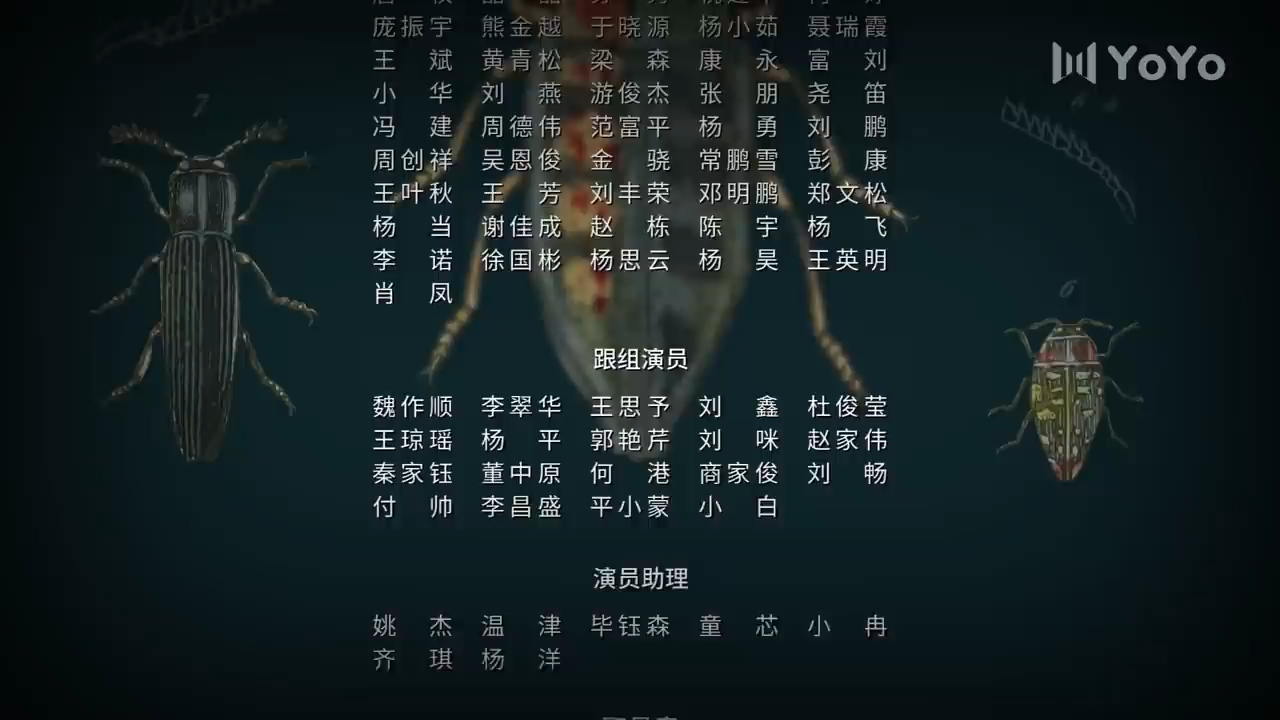 YoYo
庞振宇 熊金越 于晓源 杨小茹 聂瑞霞
王斌 黄青松 梁森 康永 富刘
小华 刘燕 游俊杰 张朋 尧笛
冯建 周德伟 范富平 杨勇 刘鹏
周创祥 吴恩俊 金骁 常鹏雪 彭康
王叶秋 王芳 刘丰荣 邓明鹏 郑文松
杨当 谢佳成 赵栋 陈宇 杨飞
李诺 徐国彬 杨思云 杨昊 王英明
肖凤
跟组演员
魏作顺 李翠华 王思予 刘鑫 杜俊莹
王琼瑶 杨平 郭艳芹 刘咪 赵家伟
秦家钰 董中原 何港 商家俊 刘畅
付帅 李昌盛 平小蒙 小白
演员助理
姚杰 温津 毕钰森 童芯 小冉
齐琪 杨洋
7
6